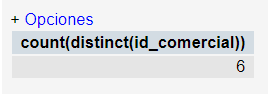 + Opciones
count(distinct(id_comercial))
6